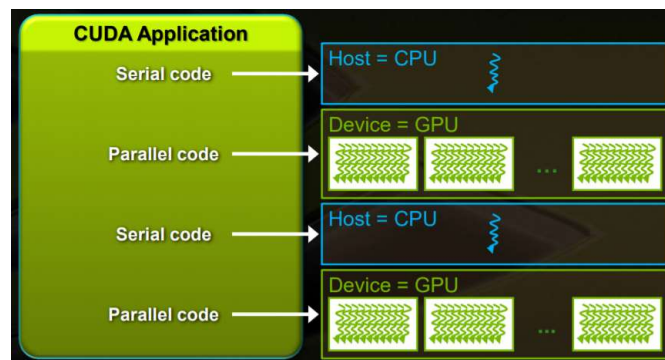 CUDA Application
Serial code
Host = CPU
Parallel code
Device = GPU
...
Serial code
Host = CPU
Parallel code
Device = GPU
...